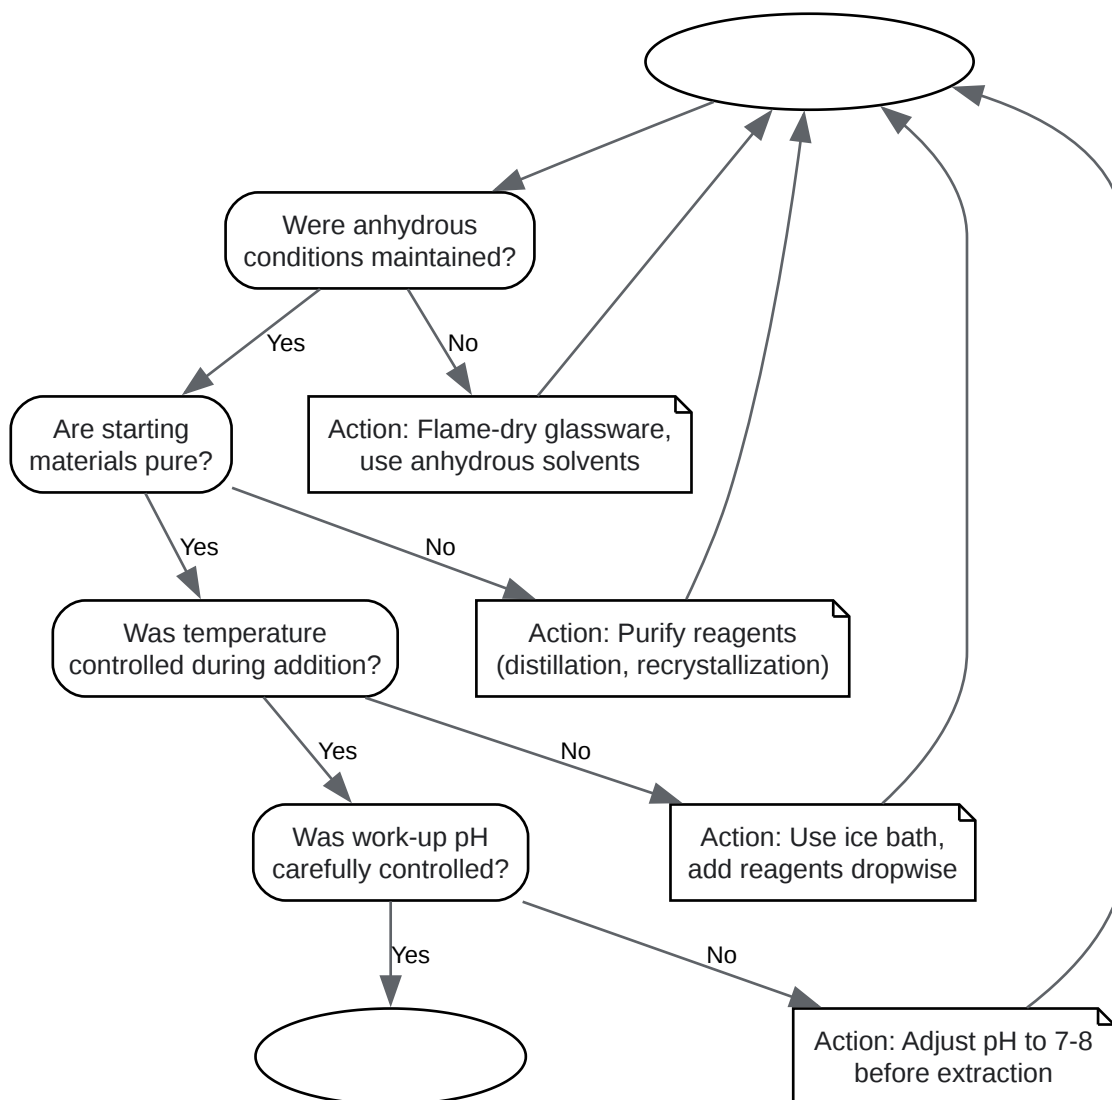 Were anhydrous
conditions maintained?
Yes
No
Are starting
materials pure?
Action: Flame-dry glassware,
use anhydrous solvents
Yes
No
Was temperature
controlled during addition?
Action: Purify reagents
(distillation, recrystallization)
Yes
No
Was work-up pH
carefully controlled?
Action: Use ice bath,
add reagents dropwise
Yes
No
Action: Adjust pH to 7-8
before extraction